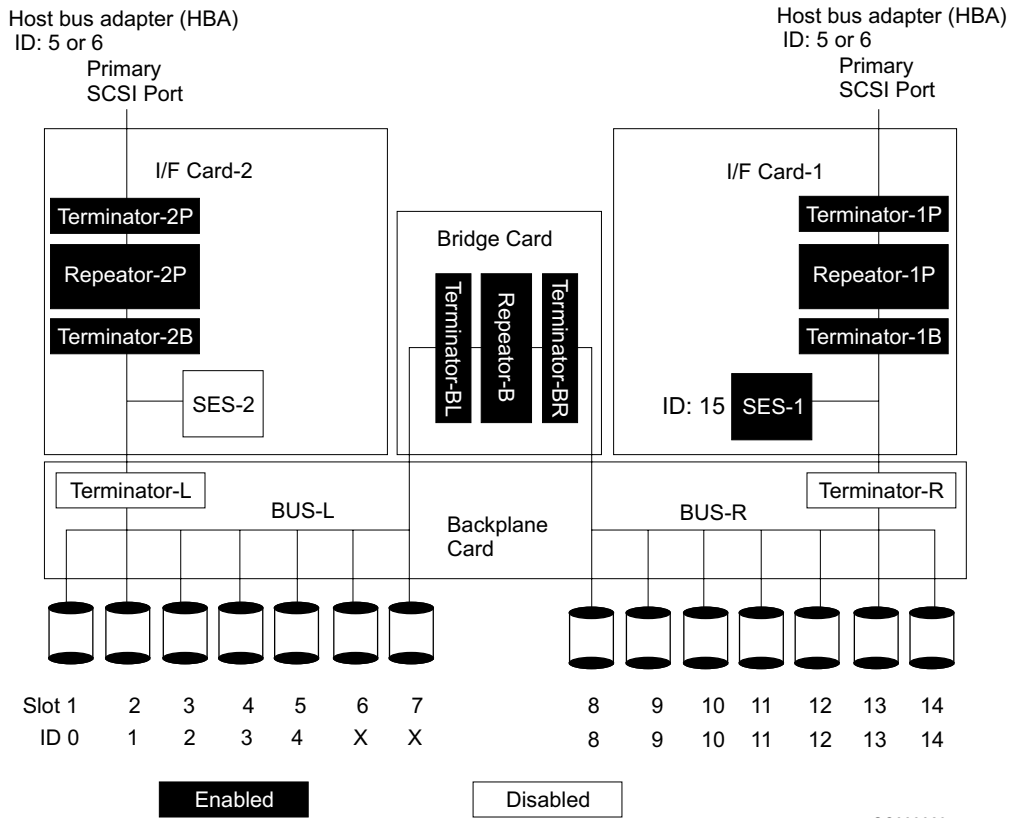 Host bus adapter (HBA)
ID: 5 or 6
Primary
SCSI Port
Host bus adapter (HBA)
ID: 5 or 6
Primary
SCSI Port
I/F Card-2
I/F Card-1
Terminator-2P
Repeator-2P
Terminator-2B
SES-2
Bridge Card
Terminator-BL
Repeator-B
Terminator-BR
Terminator-1P
Repeator-1P
Terminator-1B
ID: 15 SES-1
Terminator-L
Terminator-R
BUS-L
Backplane
Card
BUS-R
Slot 1 2 3 4 5 6 7 8 9 10 11 12 13 14
ID 0 1 2 3 4 X X 8 9 10 11 12 13 14
Enabled
Disabled